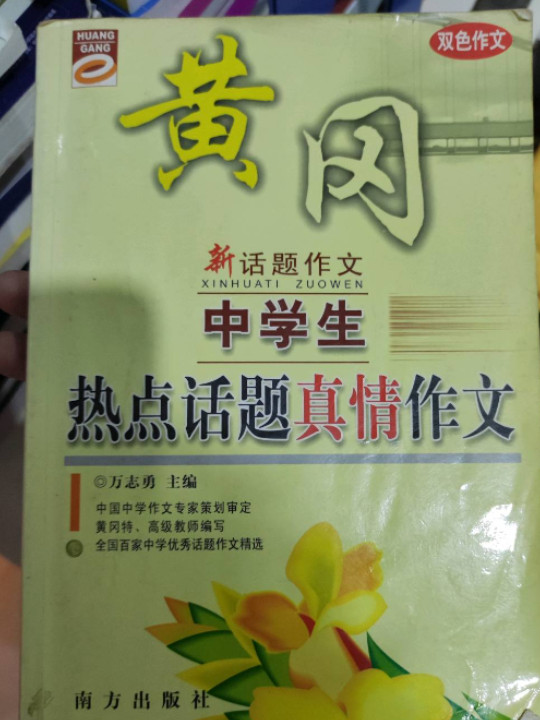 HUANG
GANG
双色作文
黄冈
新话题作文
XINHUATI ZUOWEN
中学生
热点话题真情作文
◎万志勇 主编
中国中学作文专家策划审定
黄冈特、高级教师编写
全国百家中学优秀话题作文精选
南方出版社